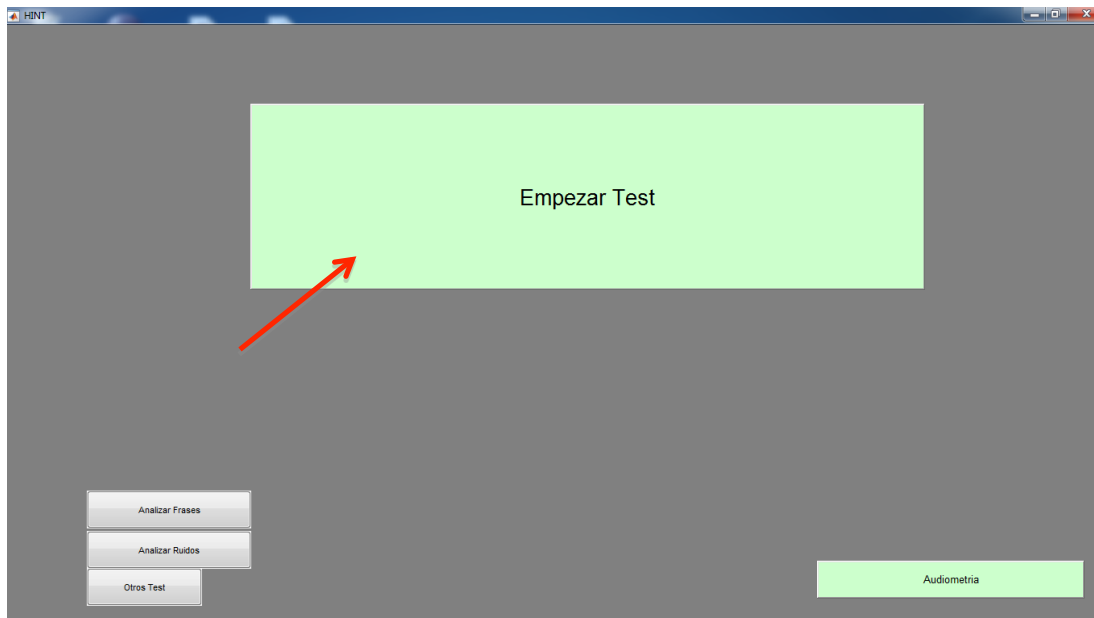 HINT
Empezar Test
Analizar Frases
Analizar Ruidos
Otros Test
Audiometria